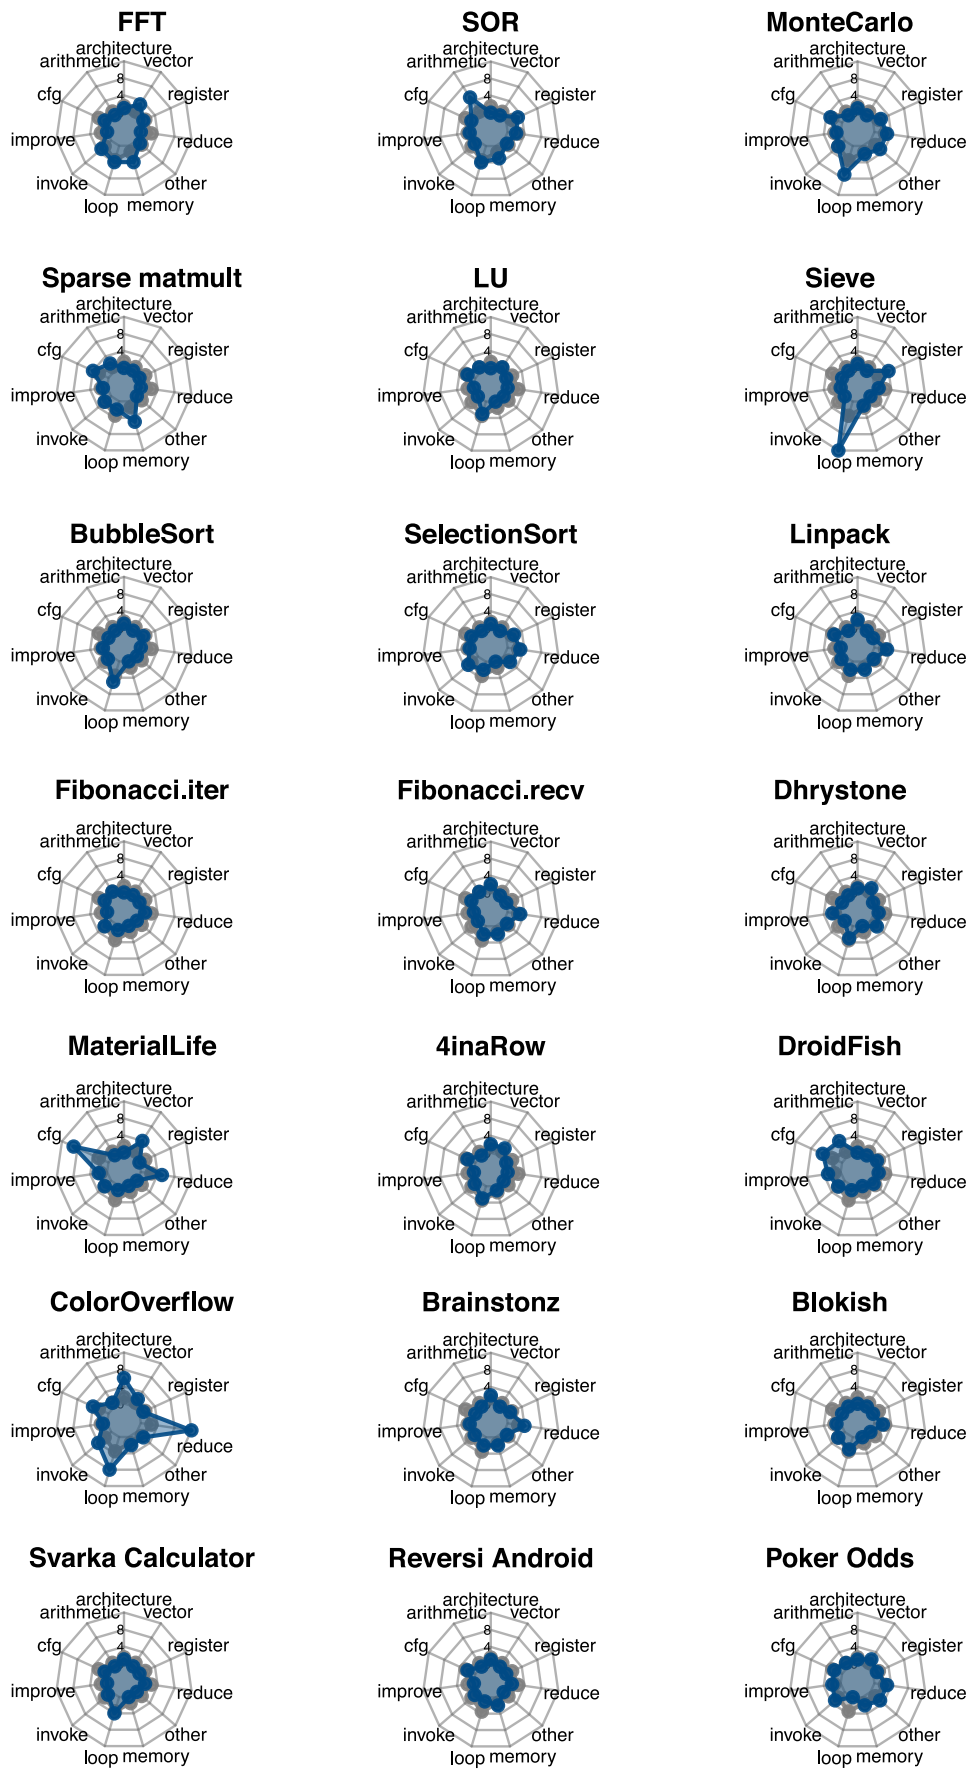 FFT
SOR
MonteCarlo
architecture
arithmetic
vector
8
4
cfg
register
improve
reduce
invoke
other
loop
memory
architecture
arithmetic
vector
8
4
cfg
register
improve
reduce
invoke
other
loop
memory
architecture
arithmetic
vector
8
4
cfg
register
improve
reduce
invoke
other
loop
memory
Sparse matmult
LU
Sieve
architecture
arithmetic
vector
8
4
cfg
register
improve
reduce
invoke
other
loop
memory
architecture
arithmetic
vector
8
4
cfg
register
improve
reduce
invoke
other
loop
memory
architecture
arithmetic
vector
8
4
cfg
register
improve
reduce
invoke
other
loop
memory
BubbleSort
SelectionSort
Linpack
architecture
arithmetic
vector
8
4
cfg
register
improve
reduce
invoke
other
loop
memory
architecture
arithmetic
vector
8
4
cfg
register
improve
reduce
invoke
other
loop
memory
architecture
arithmetic
vector
8
4
cfg
register
improve
reduce
invoke
other
loop
memory
Fibonacci.iter
Fibonacci.recv
Dhrystone
architecture
arithmetic
vector
8
4
cfg
register
improve
reduce
invoke
other
loop
memory
architecture
arithmetic
vector
8
4
cfg
register
improve
reduce
invoke
other
loop
memory
architecture
arithmetic
vector
8
4
cfg
register
improve
reduce
invoke
other
loop
memory
MaterialLife
4inaRow
DroidFish
architecture
arithmetic
vector
8
4
cfg
register
improve
reduce
invoke
other
loop
memory
architecture
arithmetic
vector
8
4
cfg
register
improve
reduce
invoke
other
loop
memory
architecture
arithmetic
vector
8
4
cfg
register
improve
reduce
invoke
other
loop
memory
ColorOverflow
Brainstonz
Blokish
architecture
arithmetic
vector
8
cfg
register
improve
reduce
invoke
other
loop
memory
architecture
arithmetic
vector
8
4
cfg
register
improve
reduce
invoke
other
loop
memory
architecture
arithmetic
vector
8
4
cfg
register
improve
reduce
invoke
other
loop
memory
Svarka Calculator
Reversi Android
Poker Odds
architecture
arithmetic
vector
8
4
cfg
register
improve
reduce
invoke
other
loop
memory
architecture
arithmetic
vector
8
4
cfg
register
improve
reduce
invoke
other
loop
memory
architecture
arithmetic
vector
8
4
cfg
register
improve
reduce
invoke
other
loop
memory